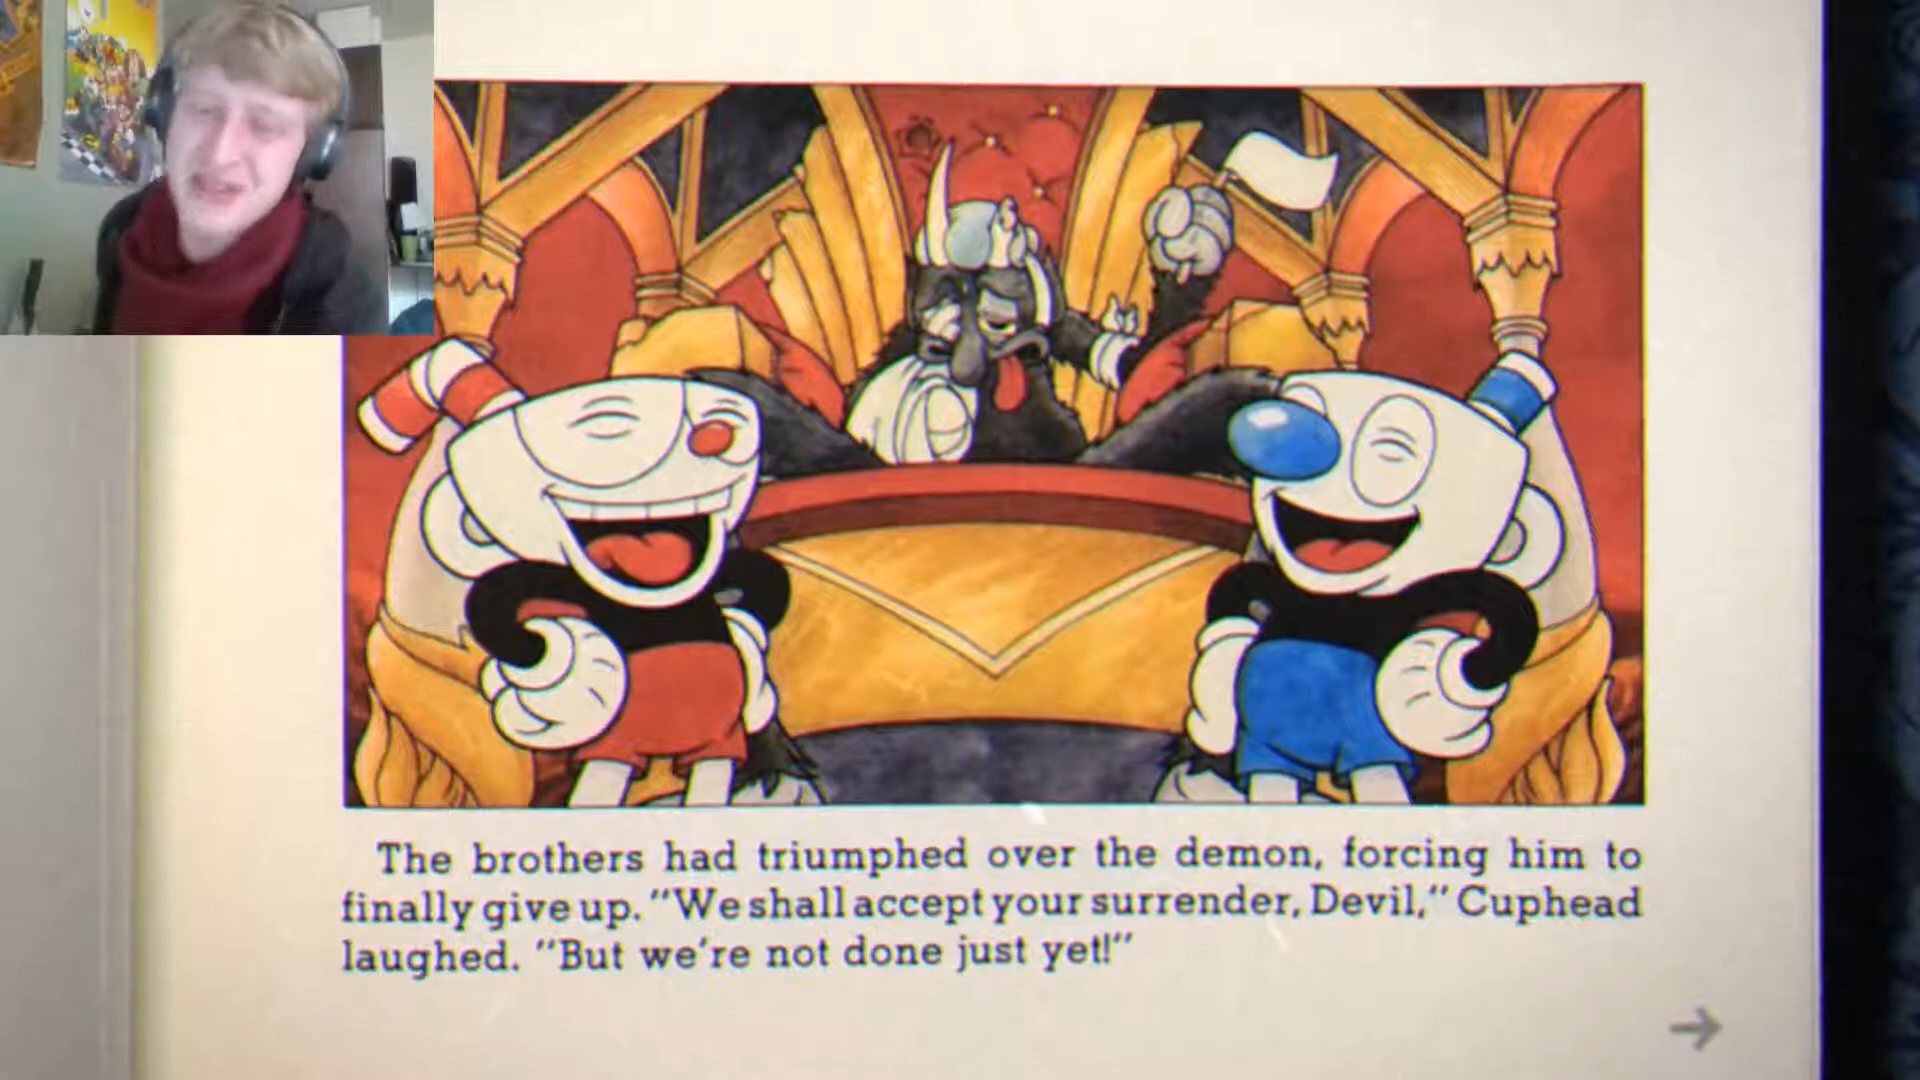 The brothers had triumphed over the demon, forcing him to
finally give up. "We shall accept your surrender, Devil," Cuphead
laughed. "But we're not done just yet!"